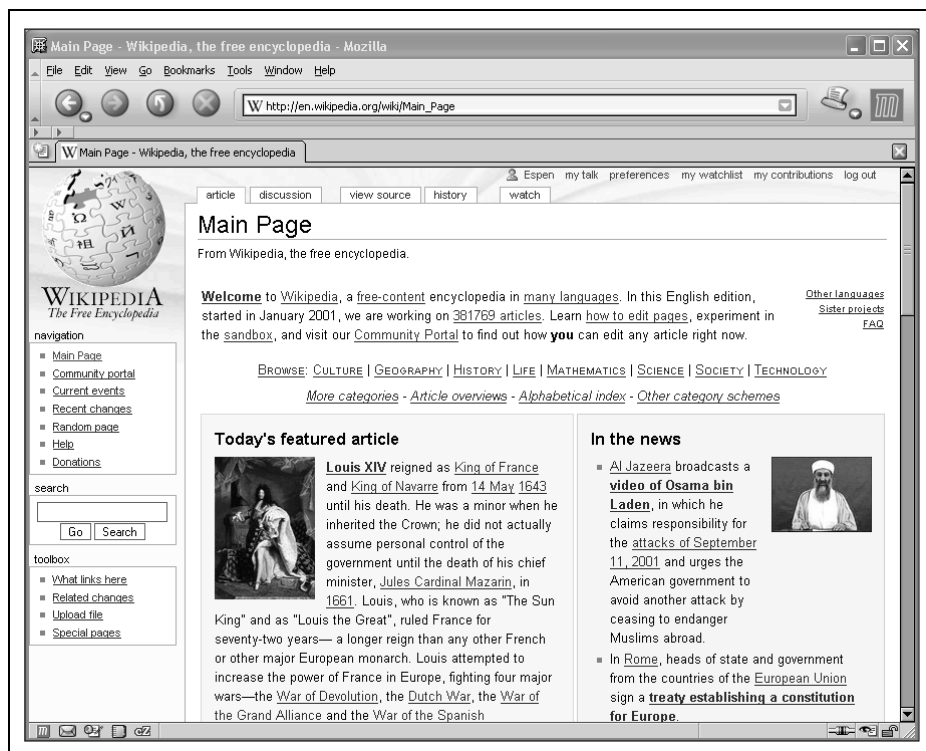 Main Page - Wikipedia, the free encyclopedia - Mozilla
File Edit View Go Bookmarks Tools Window Help
W http://en.wikipedia.org/wiki/Main_Page
W Main Page - Wikipedia, the free encyclopedia
Espen my talk preferences my watchlist my contributions log out
article discussion view source history watch
WIKIPEDIA
The Free Encyclopedia
navigation
Main Page
Community portal
Current events
Recent changes
Random page
Help
Donations
search
Go Search
toolbox
What links here
Related changes
Upload file
Special pages
Main Page
From Wikipedia, the free encyclopedia.
Welcome to Wikipedia, a free-content encyclopedia in many languages. In this English edition,
started in January 2001, we are working on 381769 articles. Learn how to edit pages, experiment in
the sandbox, and visit our Community Portal to find out how you can edit any article right now.
Other languages
Sister projects
FAQ
BROWSE: CULTURE | GEOGRAPHY | HISTORY | LIFE | MATHEMATICS | SCIENCE | SOCIETY | TECHNOLOGY
More categories - Article overviews - Alphabetical index - Other category schemes
Today's featured article
Louis XIV reigned as King of France
and King of Navarre from 14 May 1643
until his death. He was a minor when he
inherited the Crown; he did not actually
assume personal control of the
government until the death of his chief
minister, Jules Cardinal Mazarin, in
1661. Louis, who is known as "The Sun
King" and as "Louis the Great", ruled France for
seventy-two years— a longer reign than any other French
or other major European monarch. Louis attempted to
increase the power of France in Europe, fighting four major
wars—the War of Devolution, the Dutch War, the War of
the Grand Alliance and the War of the Spanish
In the news
Al Jazeera broadcasts a
video of Osama bin
Laden, in which he
claims responsibility for
the attacks of September
11, 2001 and urges the
American government to
avoid another attack by
ceasing to endanger
Muslims abroad.
In Rome, heads of state and government
from the countries of the European Union
sign a treaty establishing a constitution
for Europe.